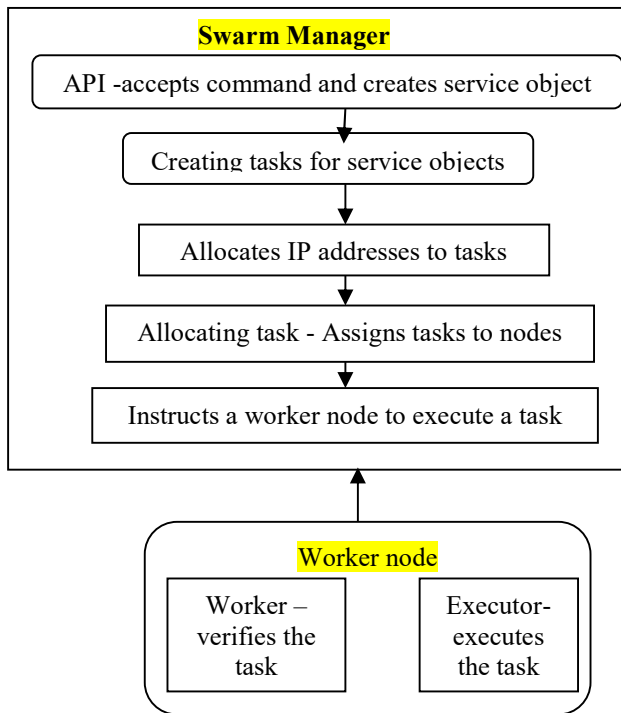 Swarm Manager
API -accepts command and creates service object
Creating tasks for service objects
Allocates IP addresses to tasks
Allocating task - Assigns tasks to nodes
Instructs a worker node to execute a task
Worker node
Worker –
verifies the
task
Executor-
executes
the task